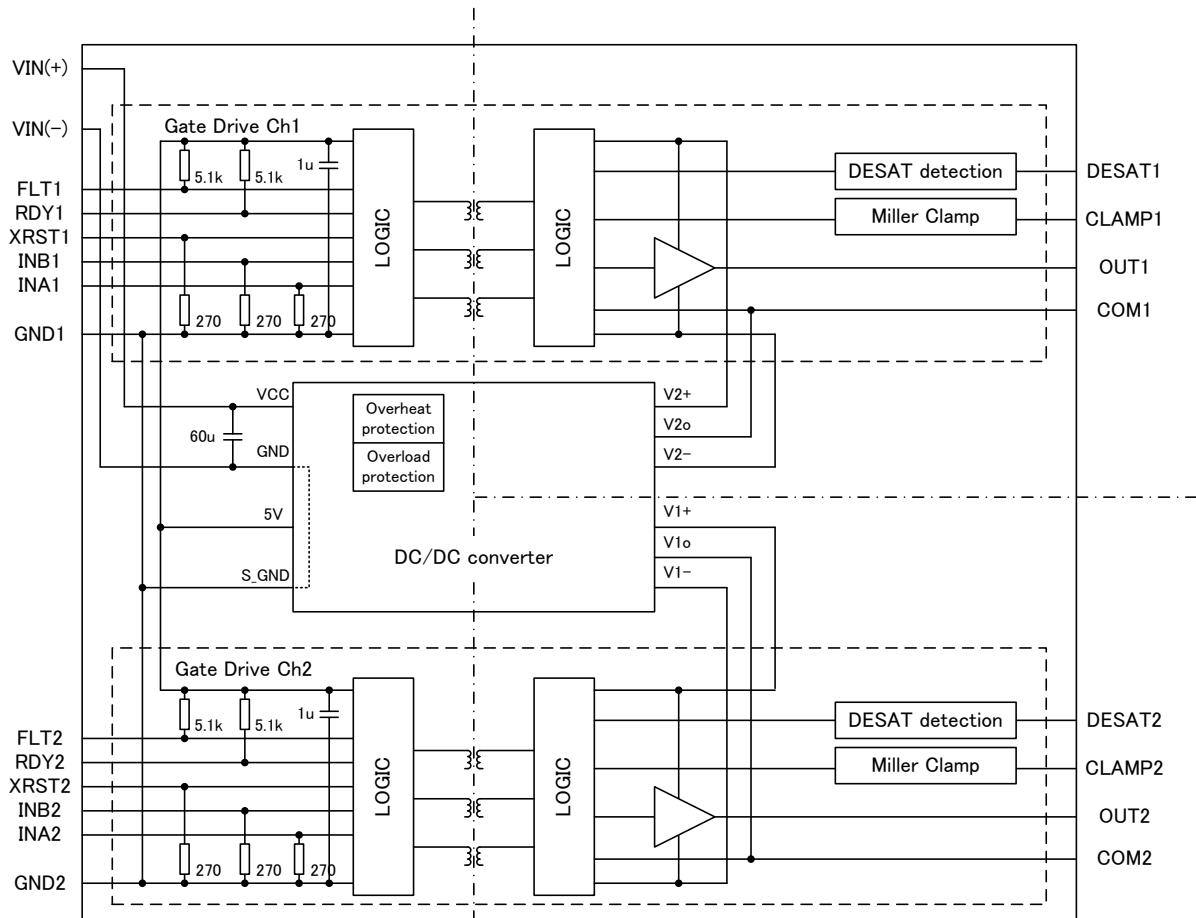 VIN(+)
VIN(-)
Gate Drive Ch1
5.1k
5.1k
1u
FLT1
RDY1
XRST1
INB1
INA1
GND1
270
270
270
LOGIC
LOGIC
DESAT detection
Miller Clamp
DESAT1
CLAMP1
OUT1
COM1
VCC
60u
GND
5V
S_GND
Overheat
protection
Overload
protection
DC/DC converter
V2+
V2o
V2-
V1+
V1o
V1-
Gate Drive Ch2
5.1k
5.1k
1u
FLT2
RDY2
XRST2
INB2
INA2
GND2
270
270
270
LOGIC
LOGIC
DESAT detection
Miller Clamp
DESAT2
CLAMP2
OUT2
COM2